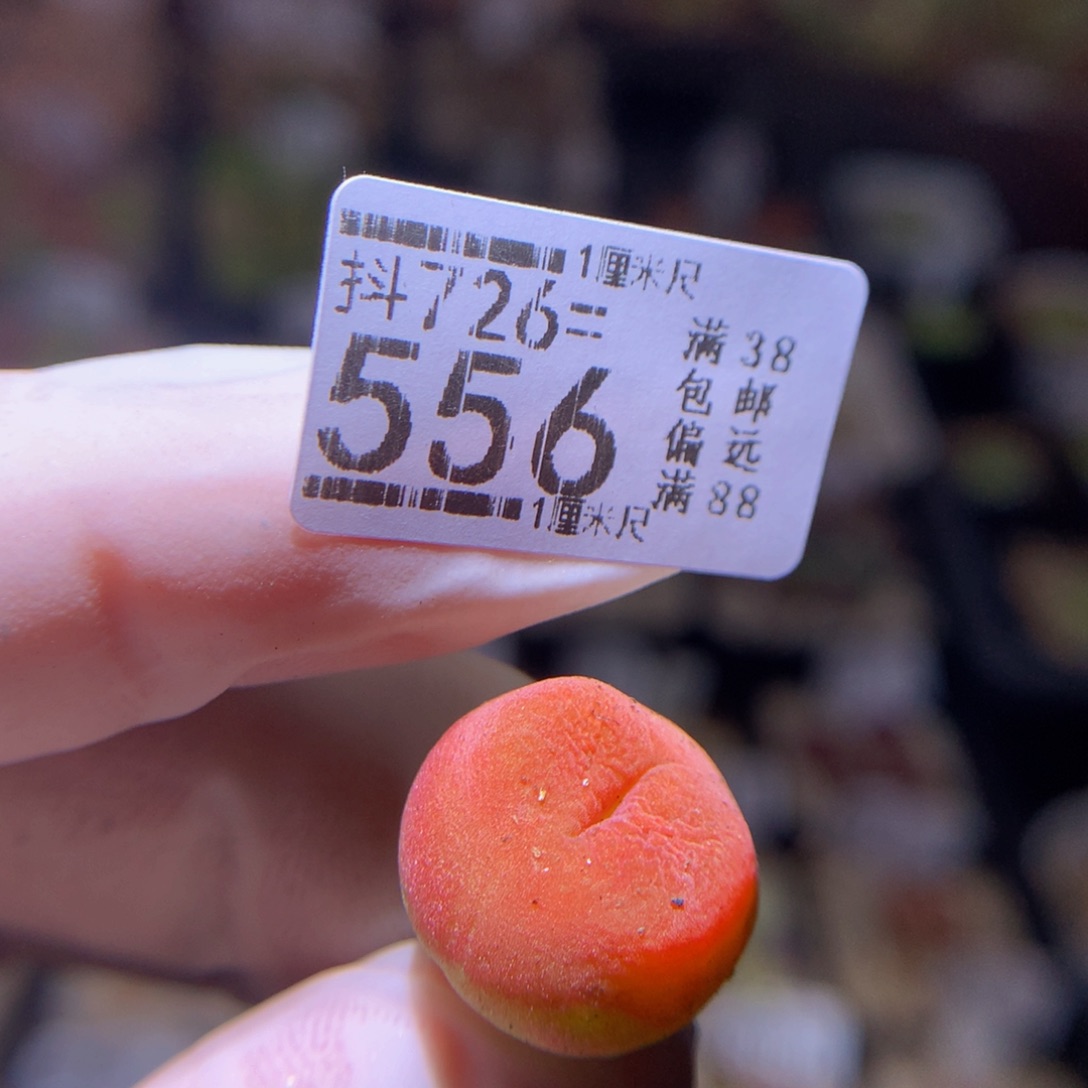 1厘米尺
抖726=
556
1厘米尺
满 38
包 邮
偏 远
满 88